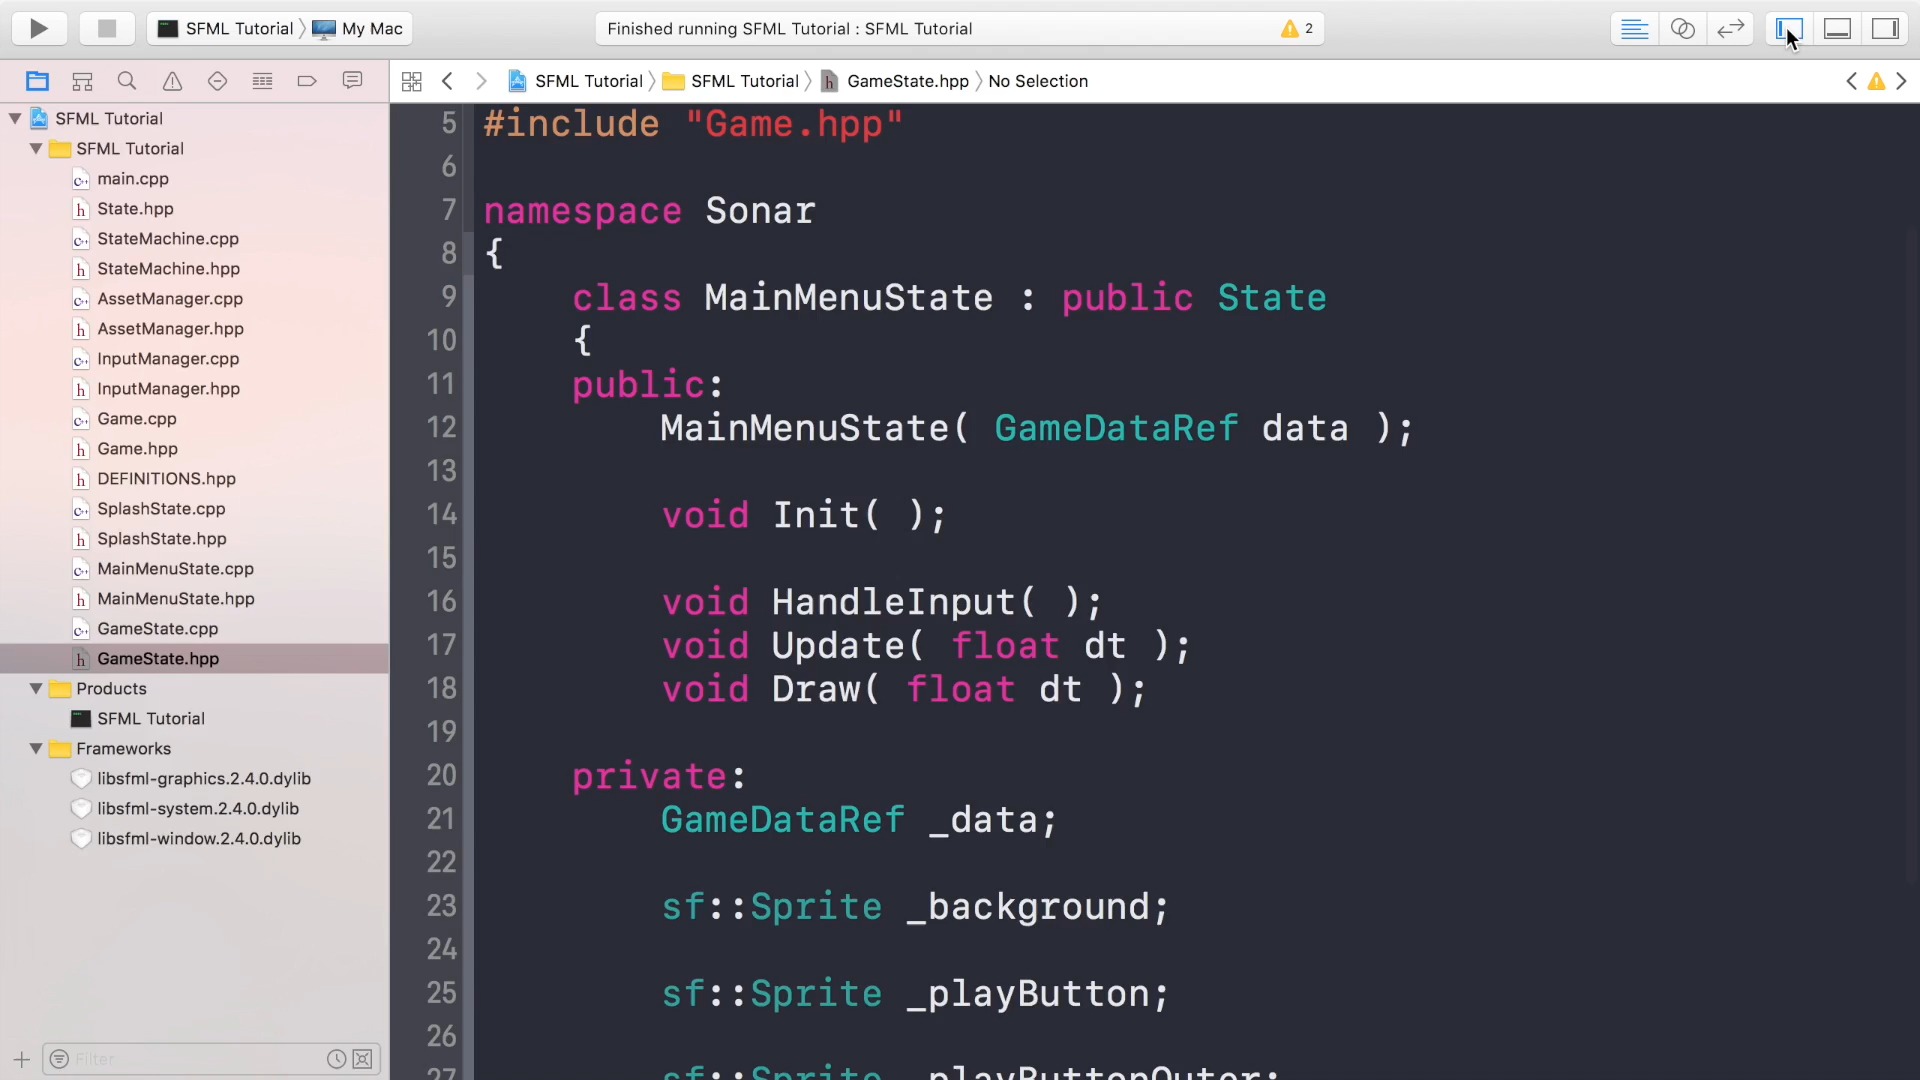 SFML Tutorial 〉 My Mac
Finished running SFML Tutorial : SFML Tutorial
2
SFML Tutorial 〉 SFML Tutorial 〉 GameState.hpp 〉 No Selection
SFML Tutorial
SFML Tutorial
main.cpp
State.hpp
StateMachine.cpp
StateMachine.hpp
AssetManager.cpp
AssetManager.hpp
InputManager.cpp
InputManager.hpp
Game.cpp
Game.hpp
DEFINITIONS.hpp
SplashState.cpp
SplashState.hpp
MainMenuState.cpp
MainMenuState.hpp
GameState.cpp
GameState.hpp
Products
SFML Tutorial
Frameworks
libsfml-graphics.2.4.0.dylib
libsfml-system.2.4.0.dylib
libsfml-window.2.4.0.dylib
Filter
5 #include "Game.hpp"
6
7 namespace Sonar
8 {
9 class MainMenuState : public State
10 {
11 public:
12 MainMenuState( GameDataRef data );
13
14 void Init( );
15
16 void HandleInput( );
17 void Update( float dt );
18 void Draw( float dt );
19
20 private:
21 GameDataRef _data;
22
23 sf::Sprite _background;
24
25 sf::Sprite _playButton;
26
27 sf::Sprite _playButtonOuter;